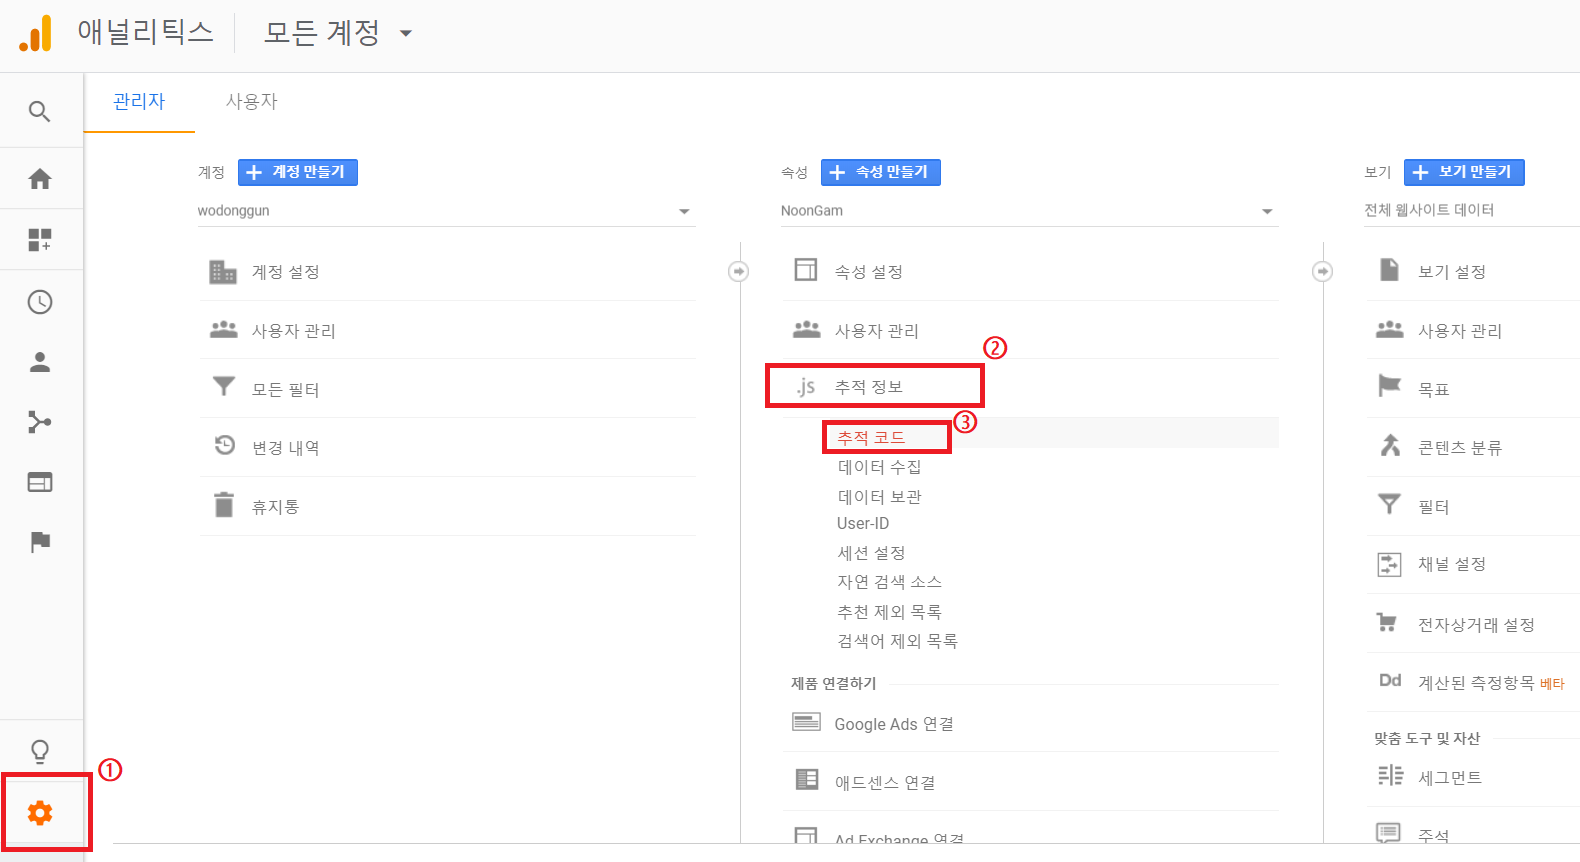 애널리틱스
모든 계정
관리자
사용자
계정
+ 계정 만들기
wodonggun
계정 설정
사용자 관리
모든 필터
변경 내역
휴지통
속성
+ 속성 만들기
NoonGam
속성 설정
사용자 관리
②
.js 추적 정보
③
추적 코드
데이터 수집
데이터 보관
User-ID
세션 설정
자연 검색 소스
추천 제외 목록
검색어 제외 목록
제품 연결하기
Google Ads 연결
애드센스 연결
Ad Exchange 연결
보기
+ 보기 만들기
전체 웹사이트 데이터
보기 설정
사용자 관리
목표
콘텐츠 분류
필터
채널 설정
전자상거래 설정
Dd 계산된 측정항목 베타
맞춤 도구 및 자산
세그먼트
주석
①